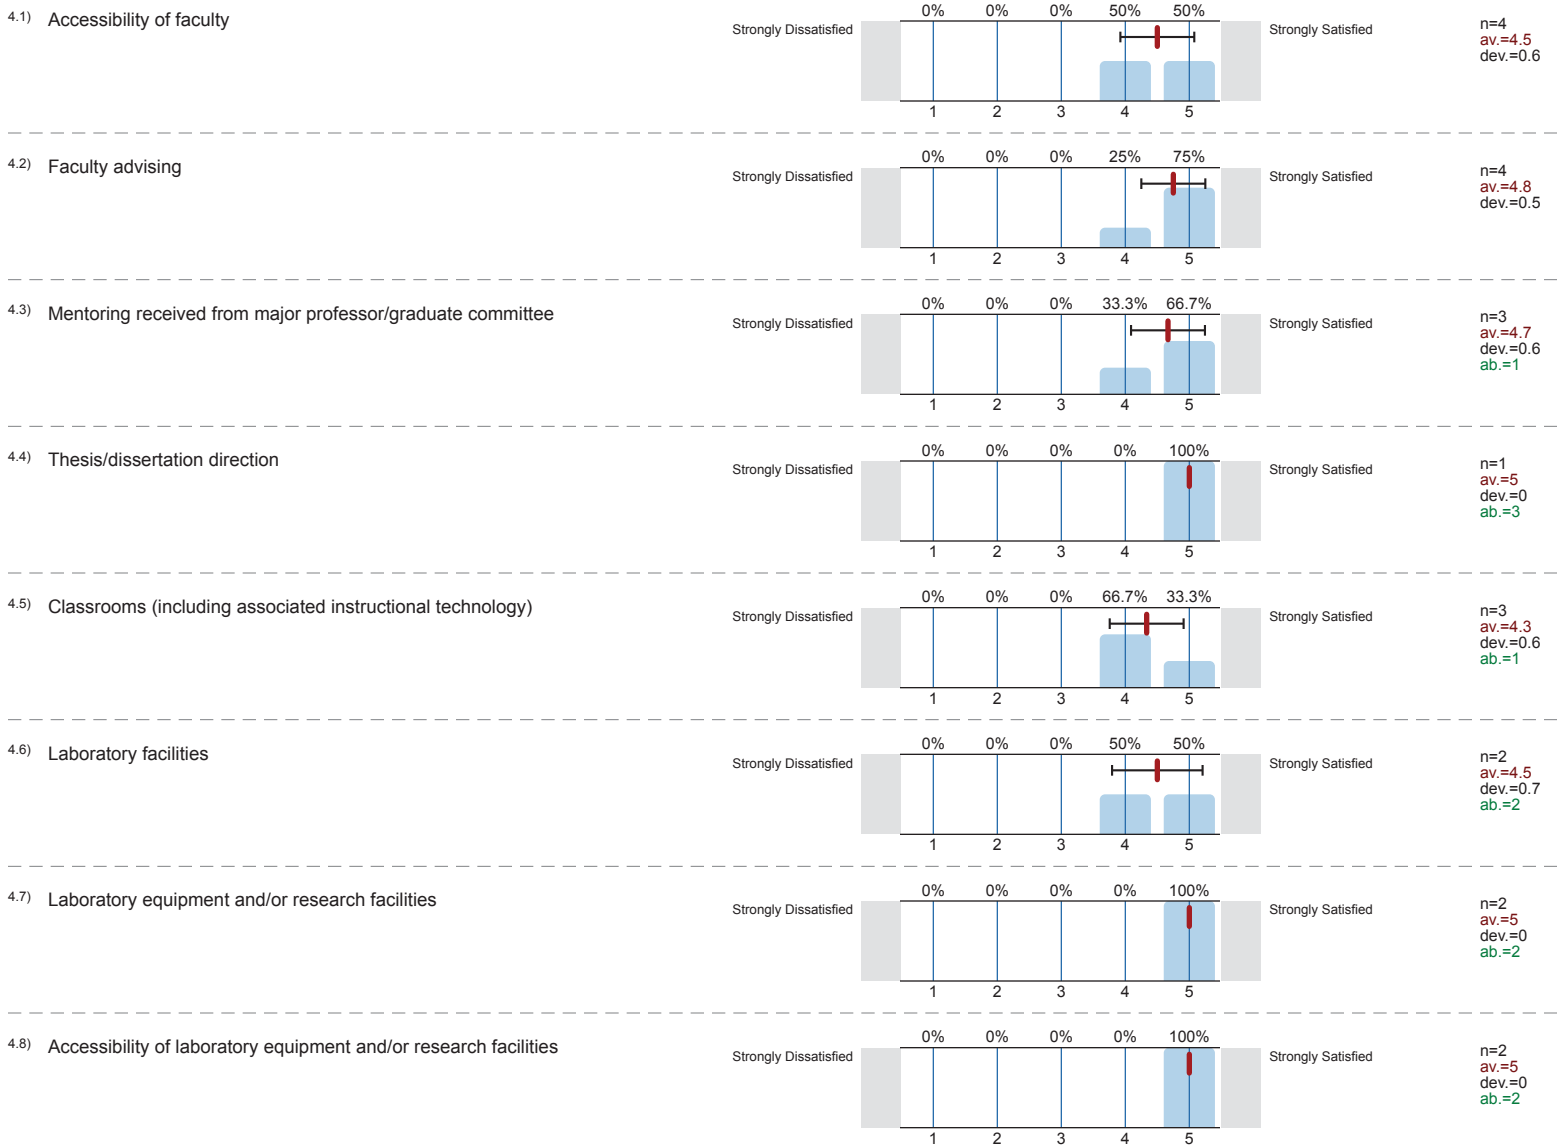 4.1) Accessibility of faculty
0% 0% 0% 50% 50%
Strongly Dissatisfied
Strongly Satisfied
1 2 3 4 5
n=4
av.=4.5
dev.=0.6
4.2) Faculty advising
0% 0% 0% 25% 75%
Strongly Dissatisfied
Strongly Satisfied
1 2 3 4 5
n=4
av.=4.8
dev.=0.5
4.3) Mentoring received from major professor/graduate committee
0% 0% 0% 33.3% 66.7%
Strongly Dissatisfied
Strongly Satisfied
1 2 3 4 5
n=3
av.=4.7
dev.=0.6
ab.=1
4.4) Thesis/dissertation direction
0% 0% 0% 0% 100%
Strongly Dissatisfied
Strongly Satisfied
1 2 3 4 5
n=1
av.=5
dev.=0
ab.=3
4.5) Classrooms (including associated instructional technology)
0% 0% 0% 66.7% 33.3%
Strongly Dissatisfied
Strongly Satisfied
1 2 3 4 5
n=3
av.=4.3
dev.=0.6
ab.=1
4.6) Laboratory facilities
0% 0% 0% 50% 50%
Strongly Dissatisfied
Strongly Satisfied
1 2 3 4 5
n=2
av.=4.5
dev.=0.7
ab.=2
4.7) Laboratory equipment and/or research facilities
0% 0% 0% 0% 100%
Strongly Dissatisfied
Strongly Satisfied
1 2 3 4 5
n=2
av.=5
dev.=0
ab.=2
4.8) Accessibility of laboratory equipment and/or research facilities
0% 0% 0% 0% 100%
Strongly Dissatisfied
Strongly Satisfied
1 2 3 4 5
n=2
av.=5
dev.=0
ab.=2